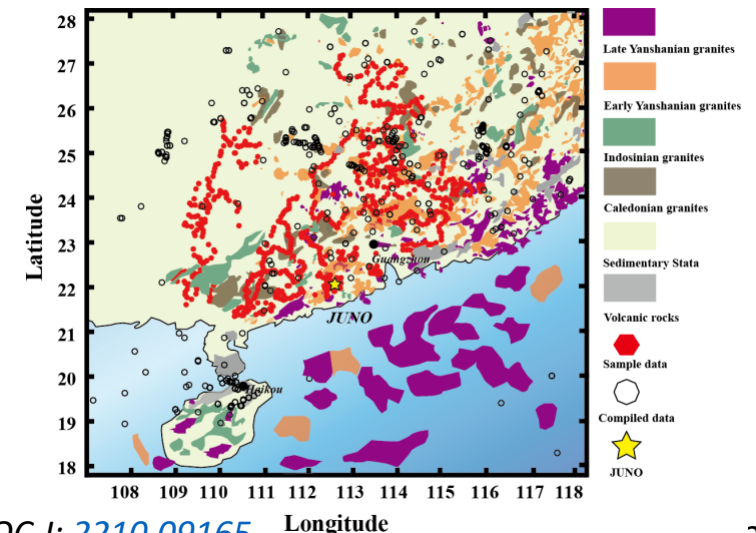 28
27
26
25
24
23
22
21
20
19
18
Latitude
108 109 110 111 112 113 114 115 116 117 118
Longitude
Guangzhou
JUNO
Haikou
Late Yanshanian granites
Early Yanshanian granites
Indosinian granites
Caledonian granites
Sedimentary Stata
Volcanic rocks
Sample data
Compiled data
JUNO
2210.09165